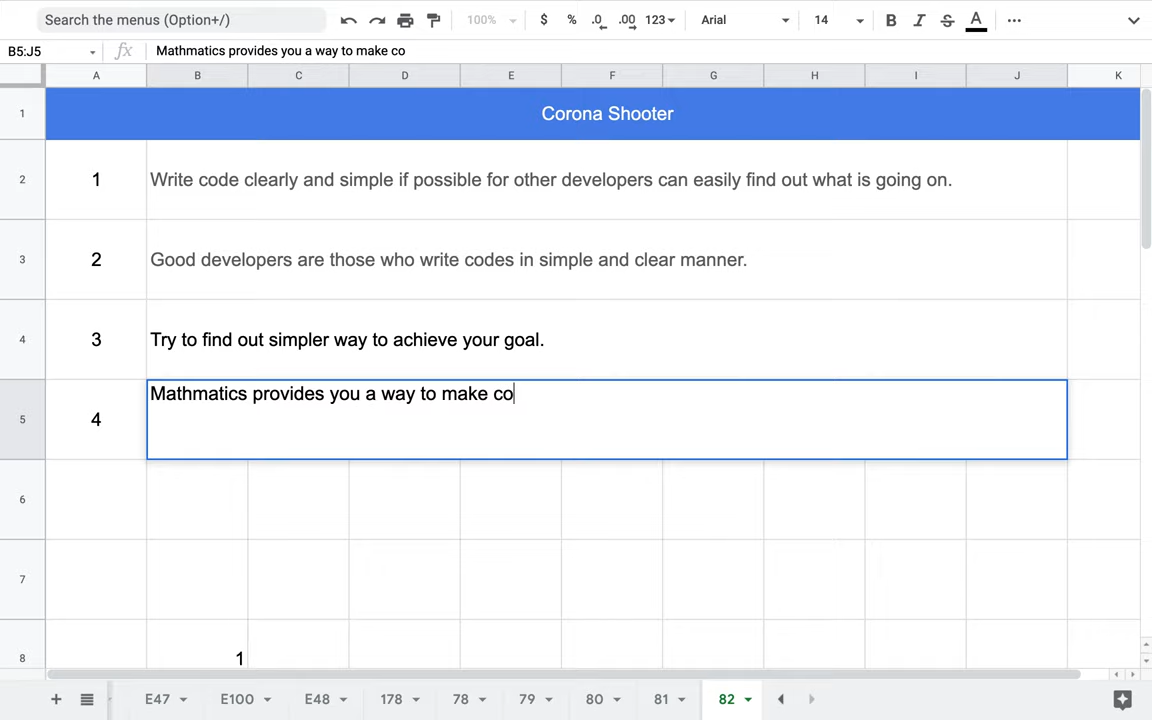 Search the menus (Option+/)
100%
$ % .0 .00 123
Arial
14
B I S A
B5:J5
fx
Mathmatics provides you a way to make co
A B C D E F G H I J K
1 Corona Shooter
2 1 Write code clearly and simple if possible for other developers can easily find out what is going on.
3 2 Good developers are those who write codes in simple and clear manner.
4 3 Try to find out simpler way to achieve your goal.
5 4 Mathmatics provides you a way to make co
6
7
8 1
+ E47 E100 E48 178 78 79 80 81 82